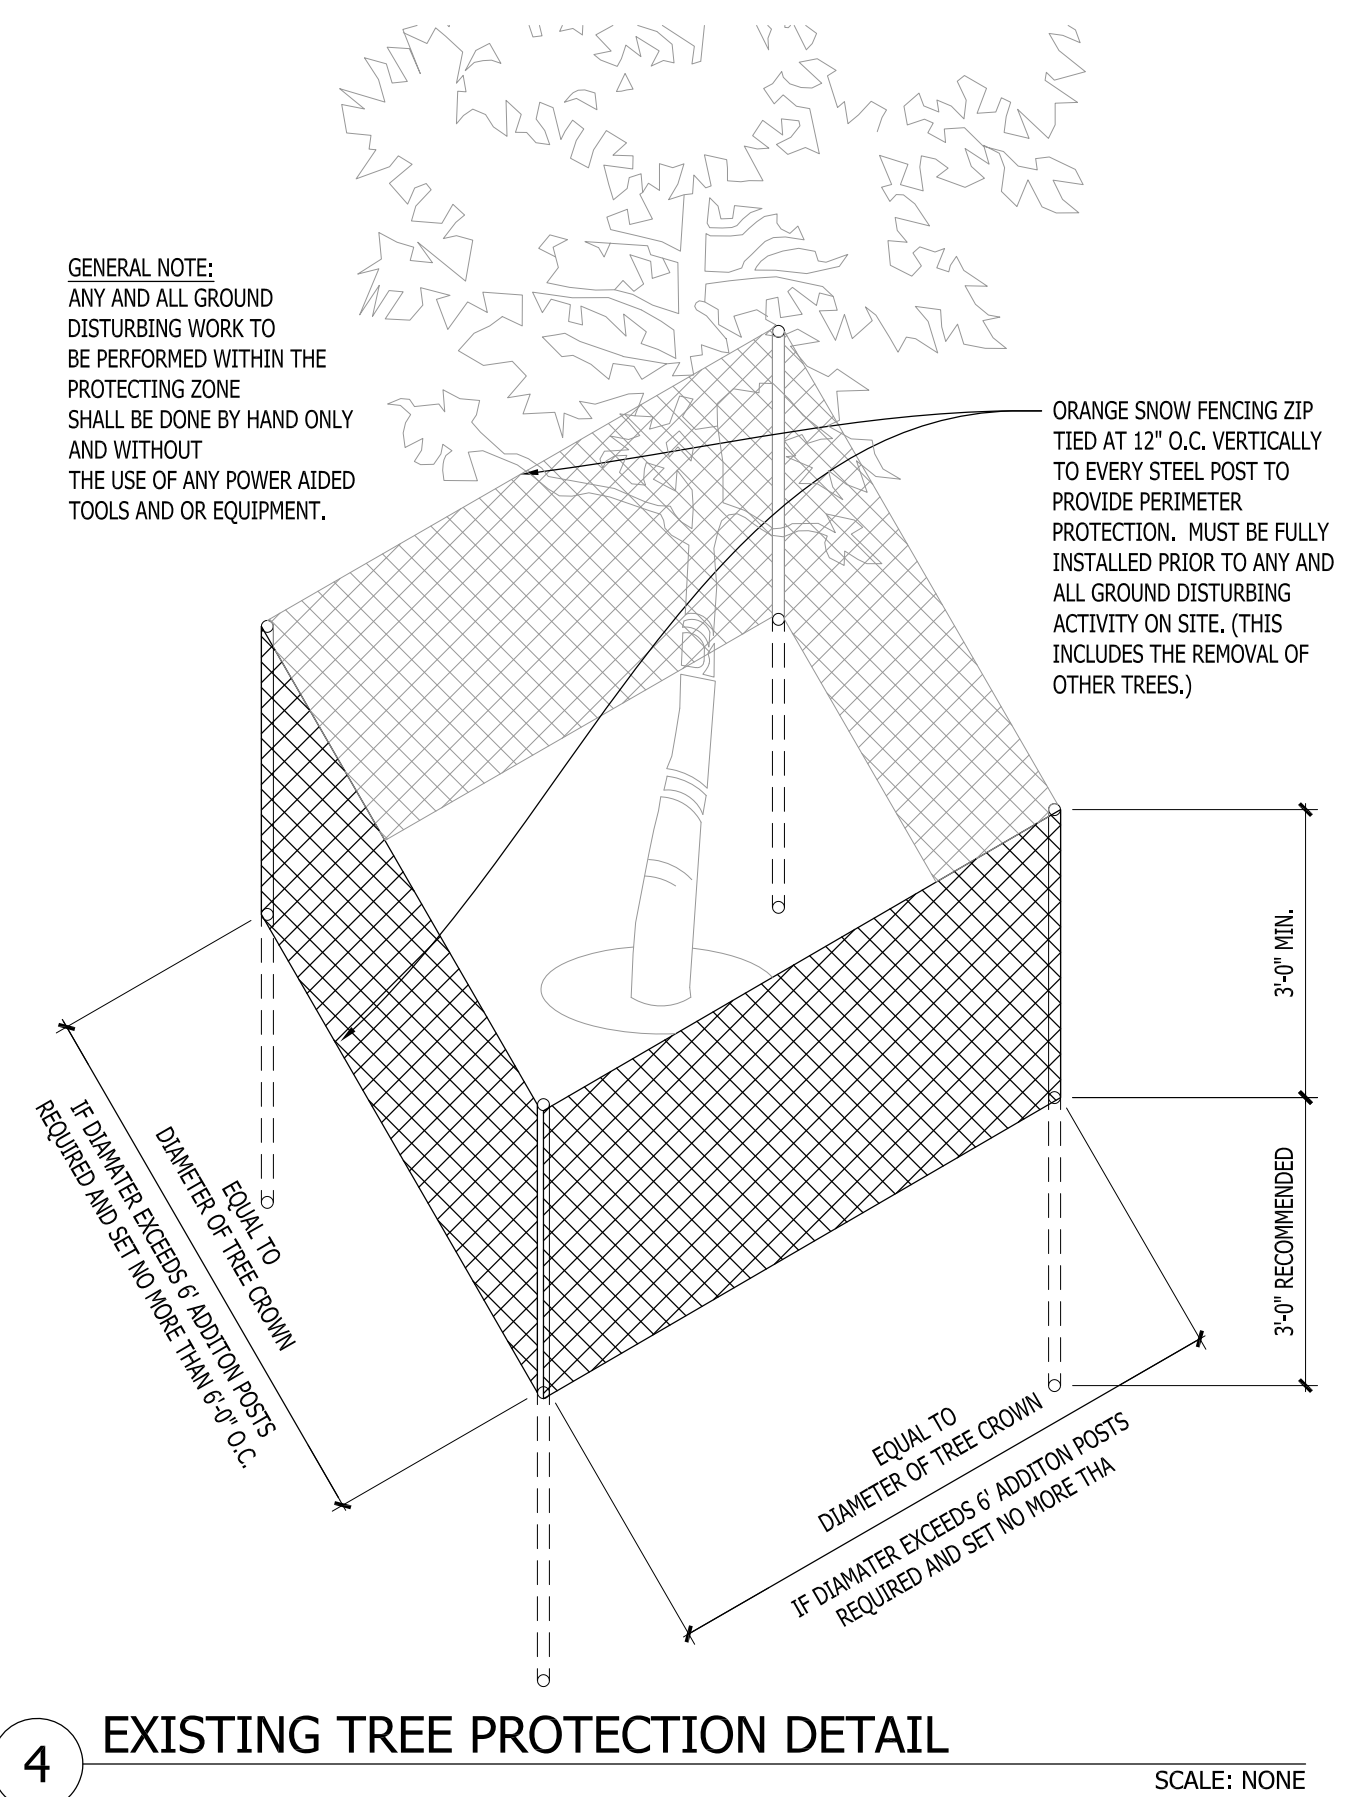 GENERAL NOTE:
ANY AND ALL GROUND
DISTURBING WORK TO
BE PERFORMED WITHIN THE
PROTECTING ZONE
SHALL BE DONE BY HAND ONLY
AND WITHOUT
THE USE OF ANY POWER AIDED
TOOLS AND OR EQUIPMENT.
ORANGE SNOW FENCING ZIP
TIED AT 12" O.C. VERTICALLY
TO EVERY STEEL POST TO
PROVIDE PERIMETER
PROTECTION. MUST BE FULLY
INSTALLED PRIOR TO ANY AND
ALL GROUND DISTURBING
ACTIVITY ON SITE. (THIS
INCLUDES THE REMOVAL OF
OTHER TREES.)
3'-0" MIN.
3'-0" RECOMMENDED
EQUAL TO
DIAMETER OF TREE CROWN
IF DIAMATER EXCEEDS 6' ADDITON POSTS
REQUIRED AND SET NO MORE THAN 6'-0" O.C.
EQUAL TO
DIAMETER OF TREE CROWN
IF DIAMATER EXCEEDS 6' ADDITON POSTS
REQUIRED AND SET NO MORE THA
4
EXISTING TREE PROTECTION DETAIL
SCALE: NONE